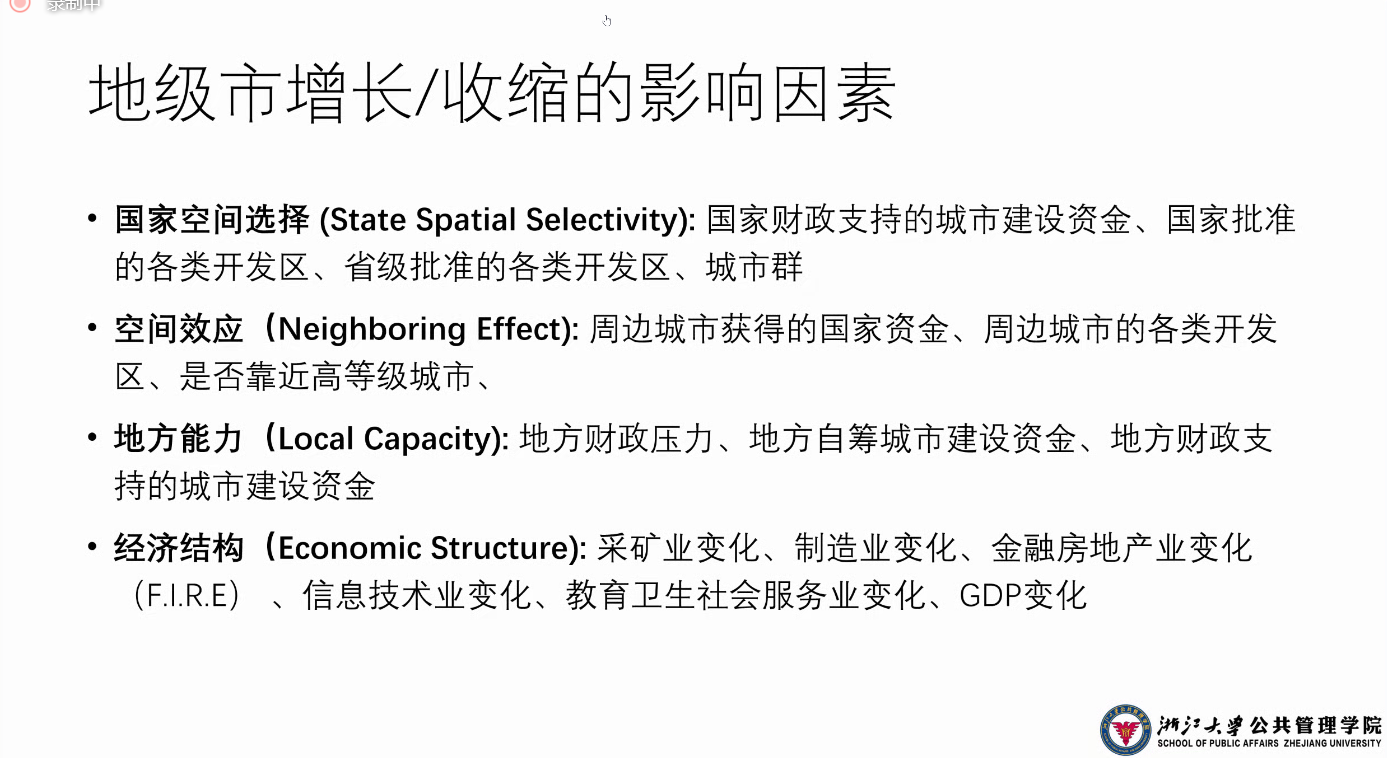 录制中
地级市增长/收缩的影响因素
• 国家空间选择 (State Spatial Selectivity): 国家财政支持的城市建设资金、国家批准
的各类开发区、省级批准的各类开发区、城市群
• 空间效应（Neighboring Effect): 周边城市获得的国家资金、周边城市的各类开发
区、是否靠近高等级城市、
• 地方能力（Local Capacity): 地方财政压力、地方自筹城市建设资金、地方财政支
持的城市建设资金
• 经济结构（Economic Structure): 采矿业变化、制造业变化、金融房地产业变化
（F.I.R.E） 、信息技术业变化、教育卫生社会服务业变化、GDP变化
浙江大学公共管理学院
SCHOOL OF PUBLIC AFFAIRS ZHEJIANG UNIVERSITY